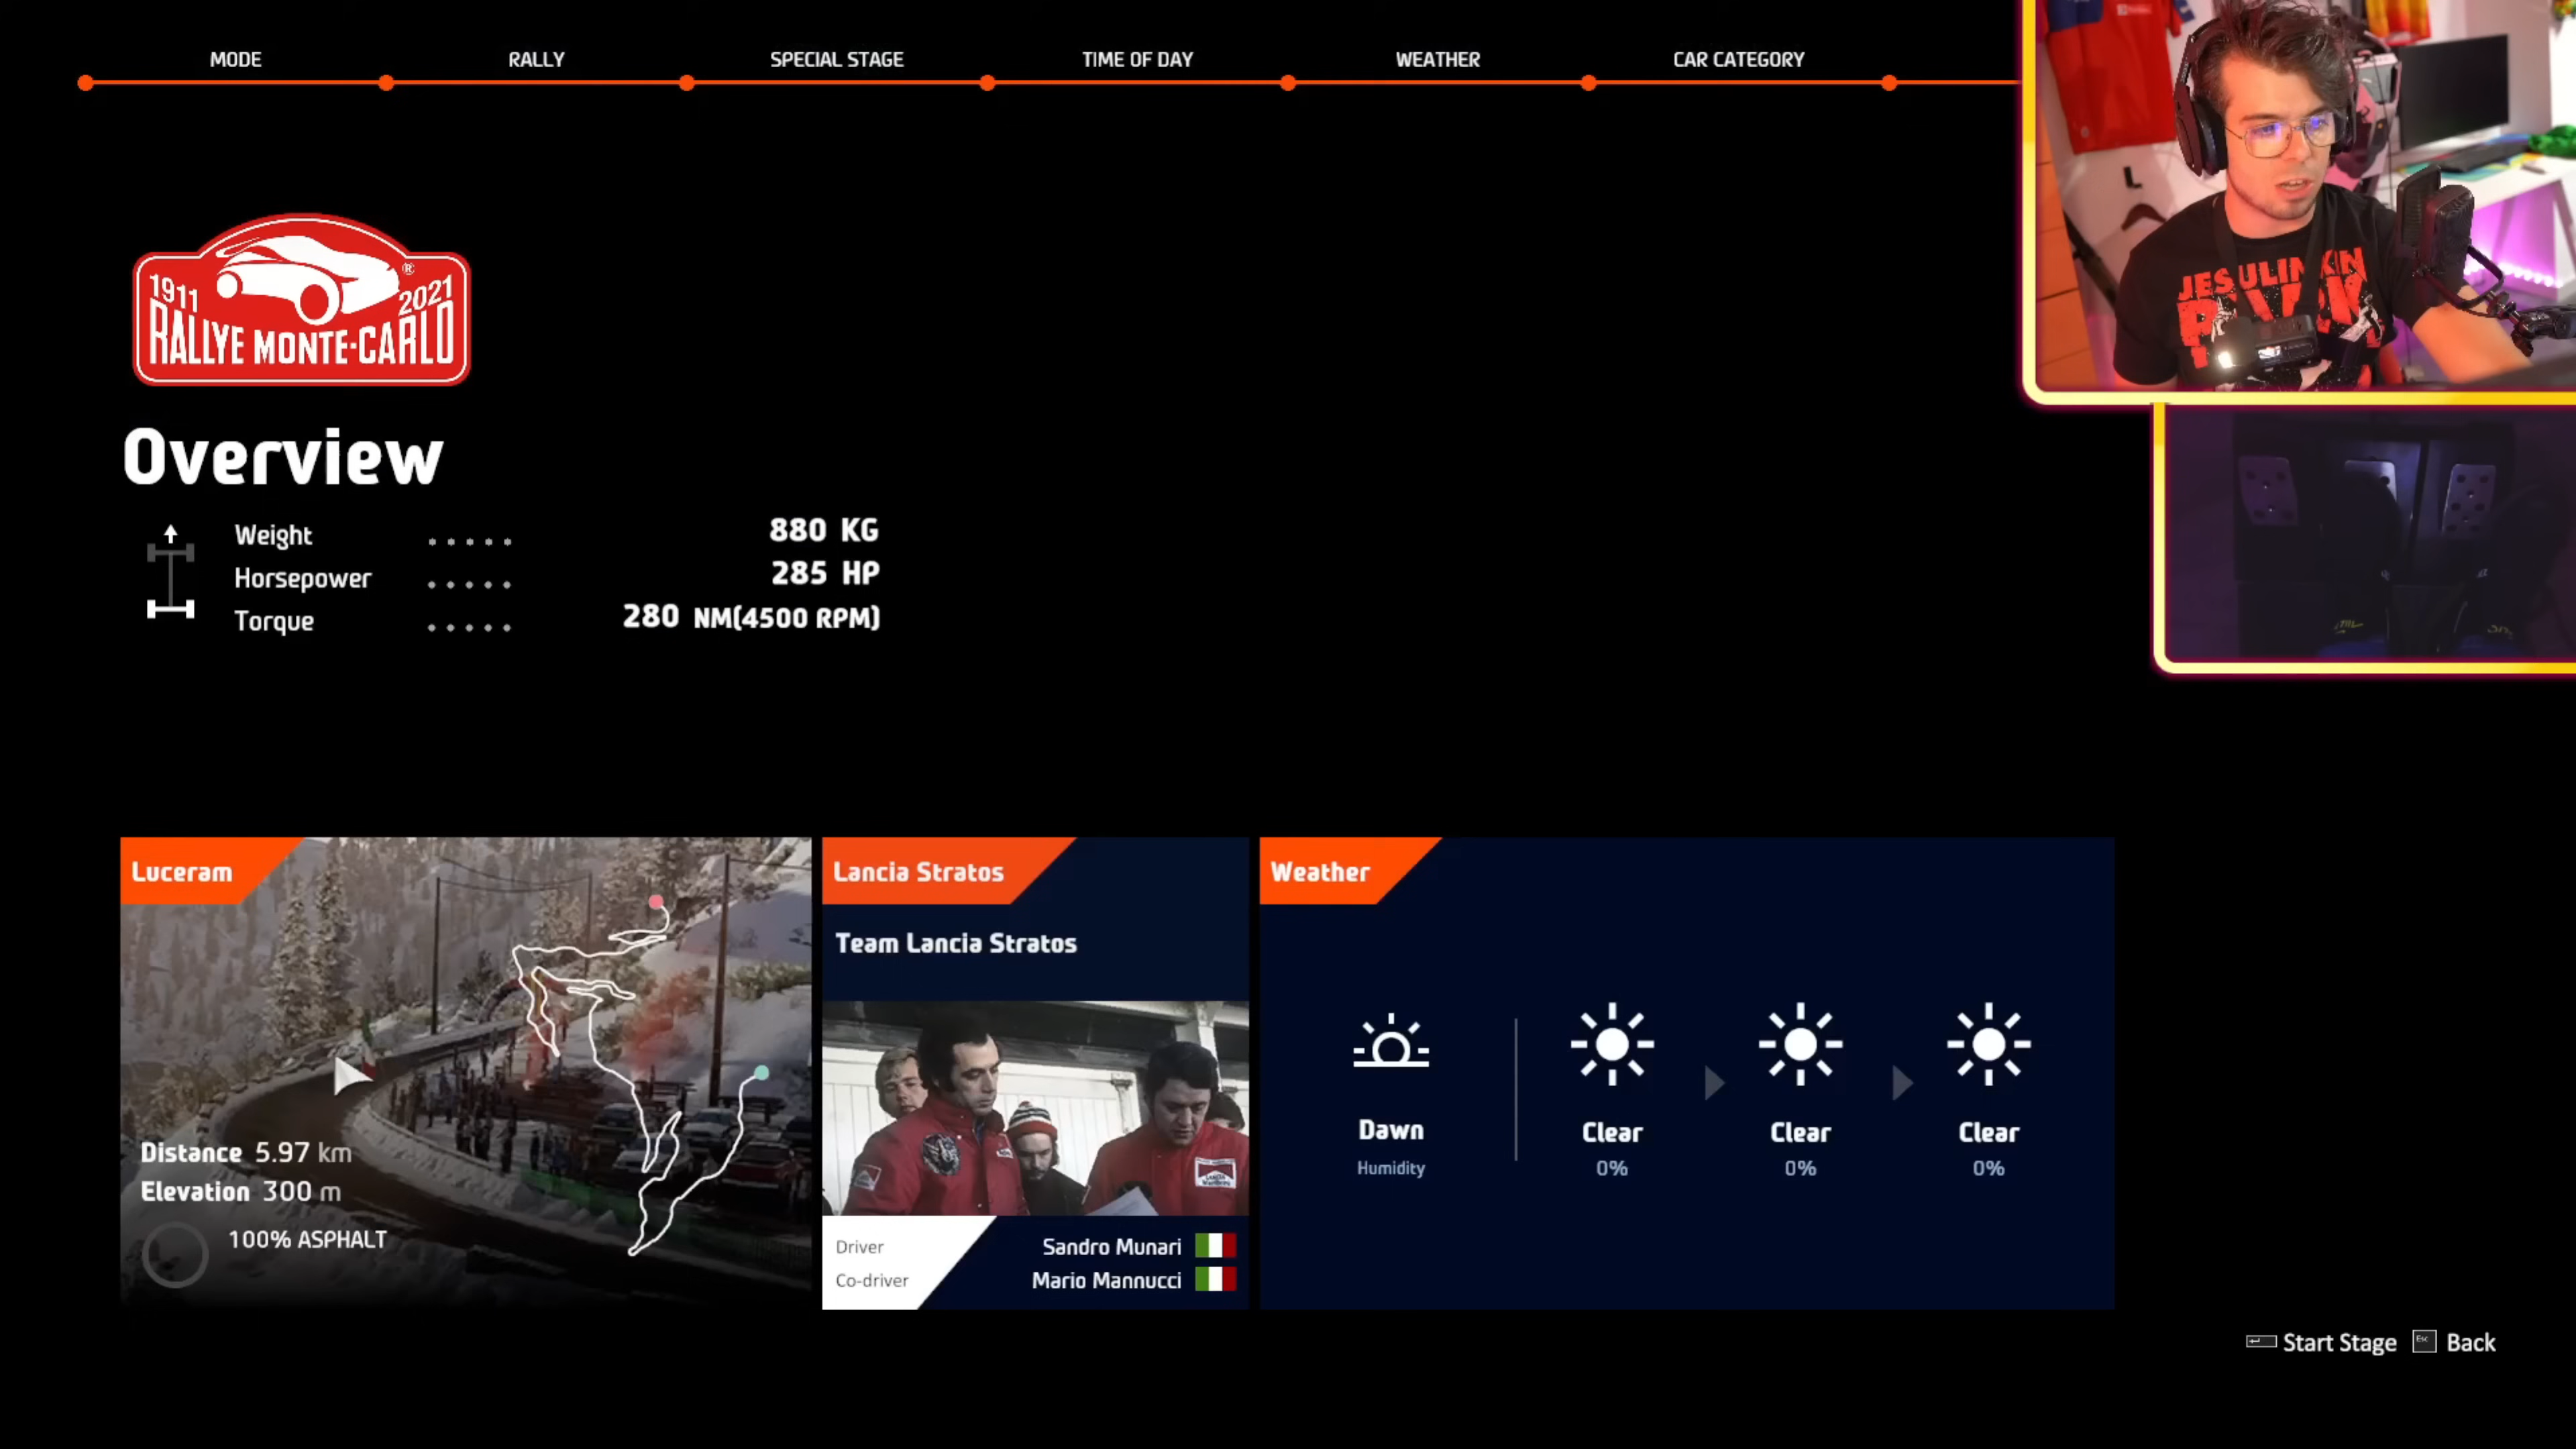 MODE
RALLY
SPECIAL STAGE
TIME OF DAY
WEATHER
CAR CATEGORY
1911
2021
®
RALLYE MONTE-CARLO
JESULINKIN
PARK
Overview
Weight ..... 880 KG
Horsepower ..... 285 HP
Torque ..... 280 NM(4500 RPM)
Luceram
Distance 5.97 km
Elevation 300 m
100% ASPHALT
Lancia Stratos
Team Lancia Stratos
Driver Sandro Munari
Co-driver Mario Mannucci
Weather
Dawn
Humidity
Clear
0%
Clear
0%
Clear
0%
Start Stage
Esc Back